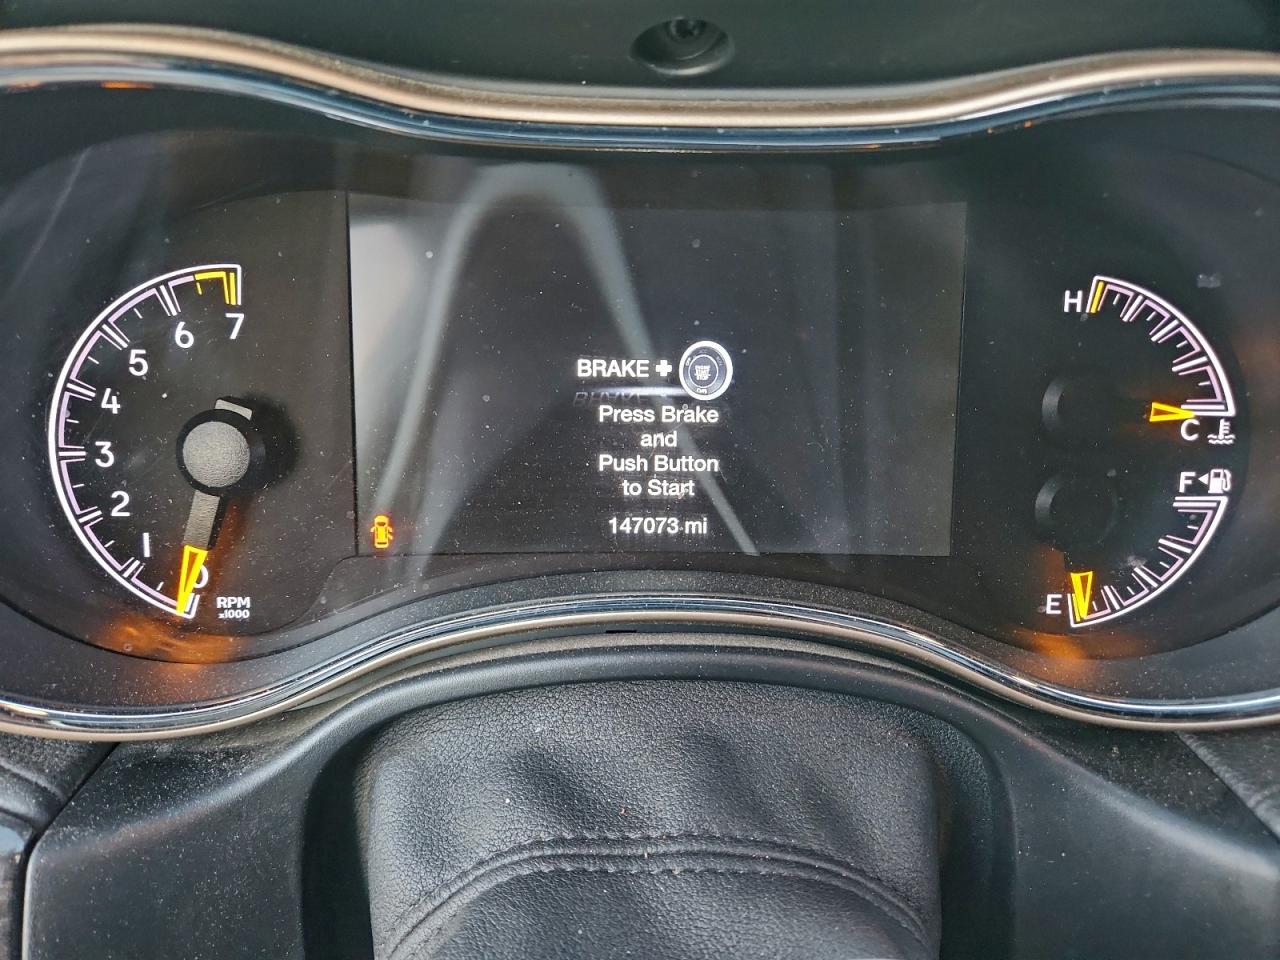 7
6
5
4
3
2
1
0
RPM
x1000
BRAKE +
Press Brake
and
Push Button
to Start
147073 mi
H
C
F
E